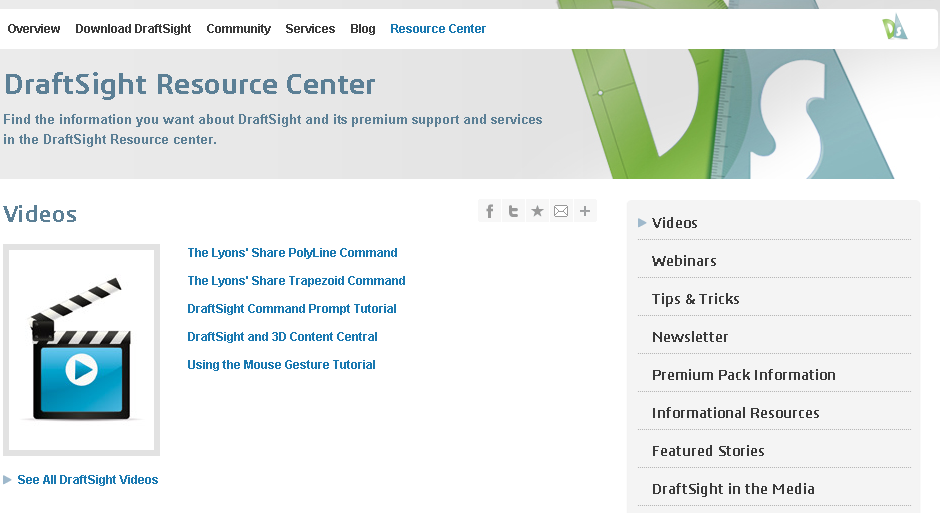 Overview Download DraftSight Community Services Blog Resource Center
DS
DraftSight Resource Center
Find the information you want about DraftSight and its premium support and services
in the DraftSight Resource center.
Videos
The Lyons' Share PolyLine Command
The Lyons' Share Trapezoid Command
DraftSight Command Prompt Tutorial
DraftSight and 3D Content Central
Using the Mouse Gesture Tutorial
See All DraftSight Videos
Videos
Webinars
Tips & Tricks
Newsletter
Premium Pack Information
Informational Resources
Featured Stories
DraftSight in the Media